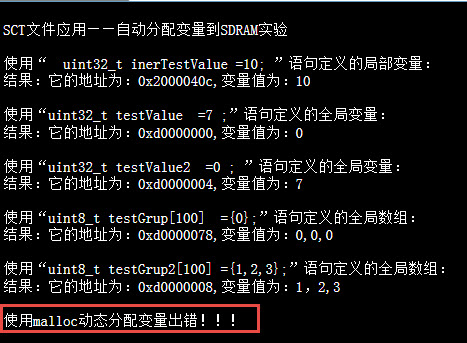 SCT文件应用——自动分配变量到SDRAM实验
使用“  uint32_t inerTestValue =10; ”语句定义的局部变量：
结果：它的地址为：0x2000040c,变量值为：10
使用“uint32_t testValue  =7 ;”语句定义的全局变量：
结果：它的地址为：0xd0000000,变量值为：0
使用“uint32_t testValue2  =0 ; ”语句定义的全局变量：
结果：它的地址为：0xd0000004,变量值为：7
使用“uint8_t testGrup[100]  ={0};”语句定义的全局数组：
结果：它的地址为：0xd0000078,变量值为：0,0,0
使用“uint8_t testGrup2[100] ={1,2,3};”语句定义的全局数组：
结果：它的地址为：0xd0000008,变量值为：1，2,3
使用malloc动态分配变量出错！！！